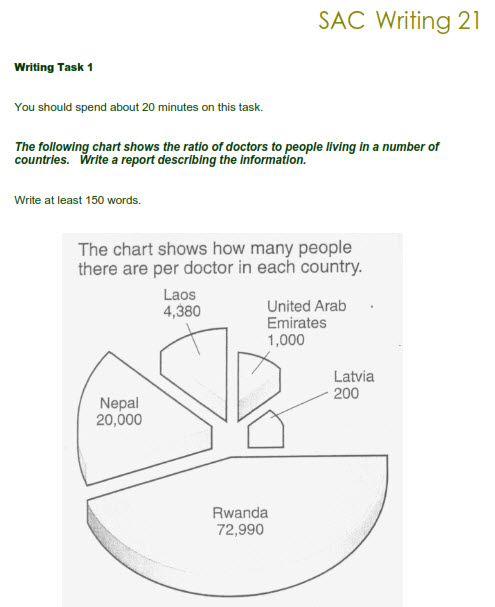 SAC Writing 21
Writing Task 1
You should spend about 20 minutes on this task.
The following chart shows the ratio of doctors to people living in a number of
countries. Write a report describing the information.
Write at least 150 words.
The chart shows how many people
there are per doctor in each country.
Laos
4,380
United Arab
Emirates
1,000
Latvia
200
Nepal
20,000
Rwanda
72,990